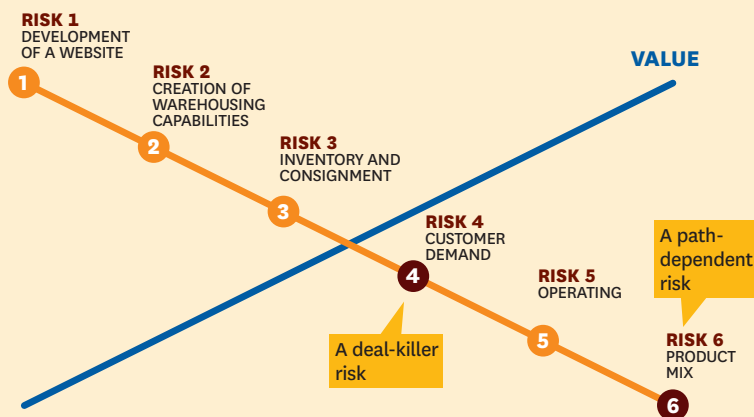 RISK 1
DEVELOPMENT
OF A WEBSITE
1
RISK 2
CREATION OF
WAREHOUSING
CAPABILITIES
2
VALUE
RISK 3
INVENTORY AND
CONSIGNMENT
3
RISK 4
CUSTOMER
DEMAND
4
A deal-killer
risk
RISK 5
OPERATING
5
A path-
dependent
risk
RISK 6
PRODUCT
MIX
6